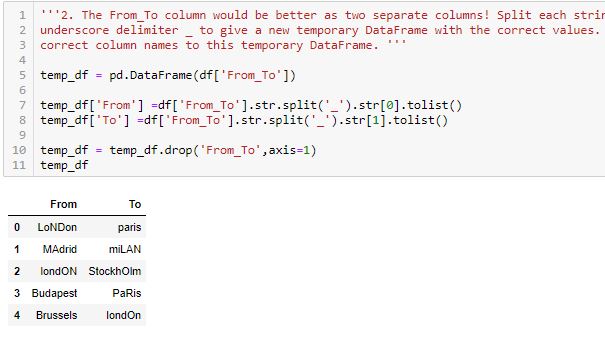 1 '''2. The From_To column would be better as two separate columns! Split each
2 underscore delimiter _ to give a new temporary DataFrame with the correct values.
3 correct column names to this temporary DataFrame. '''
4
5 temp_df = pd.DataFrame(df['From_To'])
6
7 temp_df['From'] =df['From_To'].str.split('_').str[0].tolist()
8 temp_df['To'] =df['From_To'].str.split('_').str[1].tolist()
9
10 temp_df = temp_df.drop('From_To',axis=1)
11 temp_df
From To
0 LoNDon paris
1 MAdrid miLAN
2 londON StockhOlm
3 Budapest PaRis
4 Brussels londOn